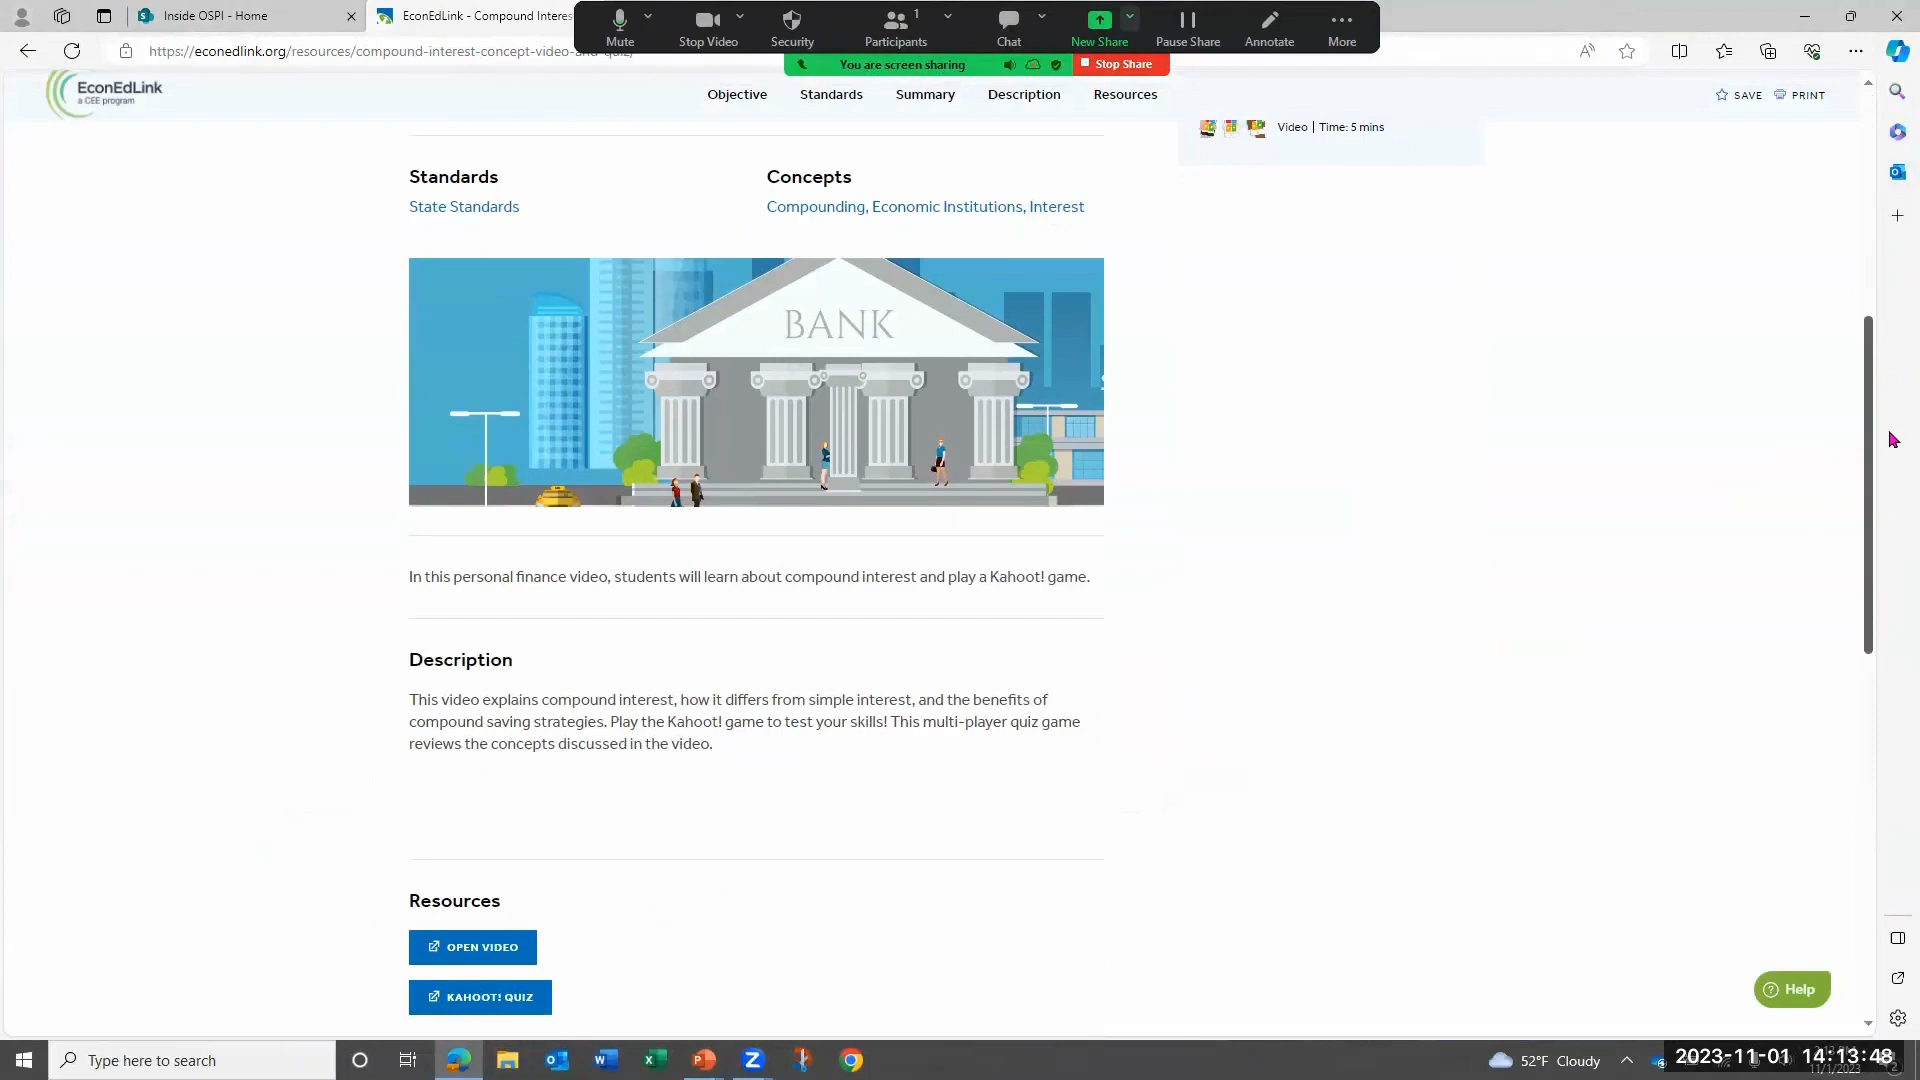 Inside OSPI - Home
EconEdLink - Compound Interes
Mute
Stop Video
Security
Participants
1
Chat
New Share
Pause Share
Annotate
More
https://econedlink.org/resources/compound-interest-concept-video-and-quiz/
You are screen sharing
Stop Share
EconEdLink
a CEE program
Objective
Standards
Summary
Description
Resources
SAVE
PRINT
Video | Time: 5 mins
Standards
State Standards
Concepts
Compounding, Economic Institutions, Interest
BANK
In this personal finance video, students will learn about compound interest and play a Kahoot! game.
Description
This video explains compound interest, how it differs from simple interest, and the benefits of
compound saving strategies. Play the Kahoot! game to test your skills! This multi-player quiz game
reviews the concepts discussed in the video.
Resources
OPEN VIDEO
KAHOOT! QUIZ
Help
Type here to search
52°F Cloudy
2023-11-01 14:13:48
11/1/2023